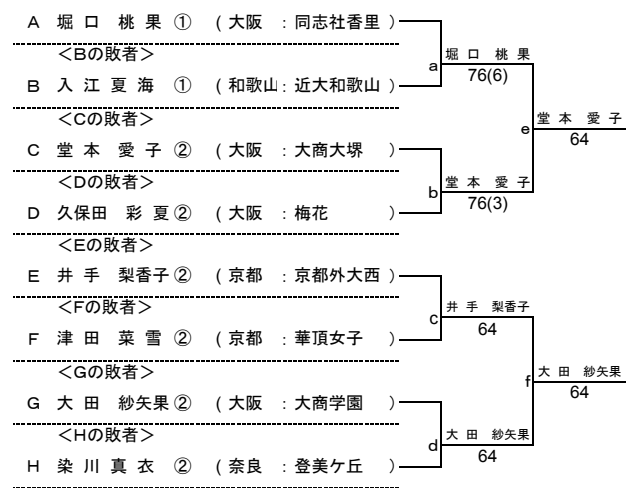 A 堀 口 桃 果 ① ( 大阪 : 同志社香里 )
<Bの敗者>
a 堀 口 桃 果
76(6)
B 入 江 夏 海 ① ( 和歌山 : 近大和歌山 )
<Cの敗者>
e 堂 本 愛 子
64
C 堂 本 愛 子 ② ( 大阪 : 大商大堺 )
<Dの敗者>
b 堂 本 愛 子
76(3)
D 久保田 彩 夏 ② ( 大阪 : 梅花 )
<Eの敗者>
E 井 手 梨香子 ② ( 京都 : 京都外大西 )
<Fの敗者>
c 井 手 梨香子
64
F 津 田 菜 雪 ② ( 京都 : 華頂女子 )
<Gの敗者>
f 大 田 紗矢果
64
G 大 田 紗矢果 ② ( 大阪 : 大商学園 )
<Hの敗者>
d 大 田 紗矢果
64
H 染 川 真 衣 ② ( 奈良 : 登美ケ丘 )